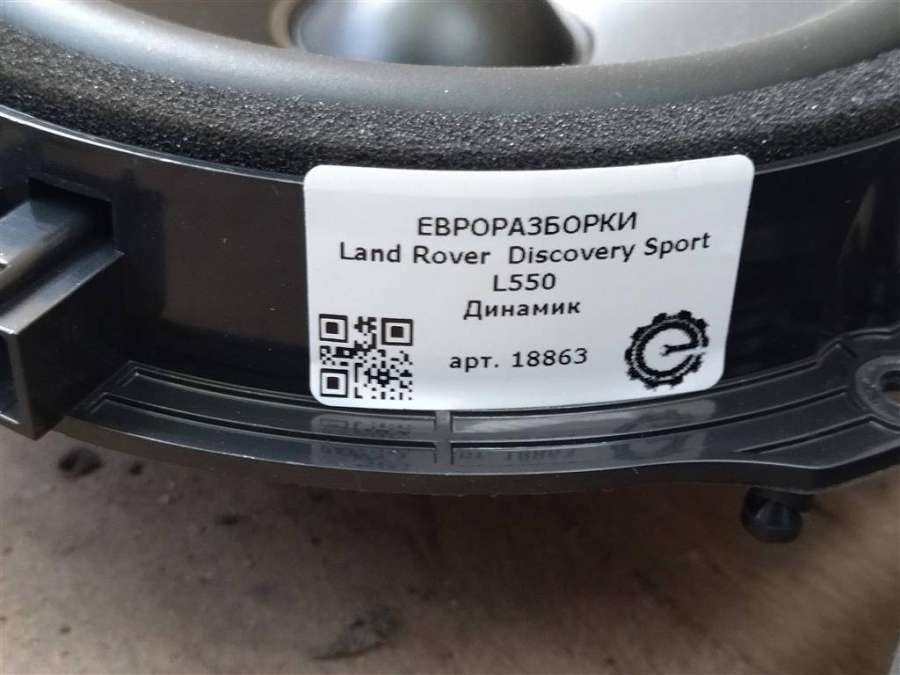 ЕВРОРАЗБОРКИ
Land Rover Discovery Sport
L550
Динамик
арт. 18863